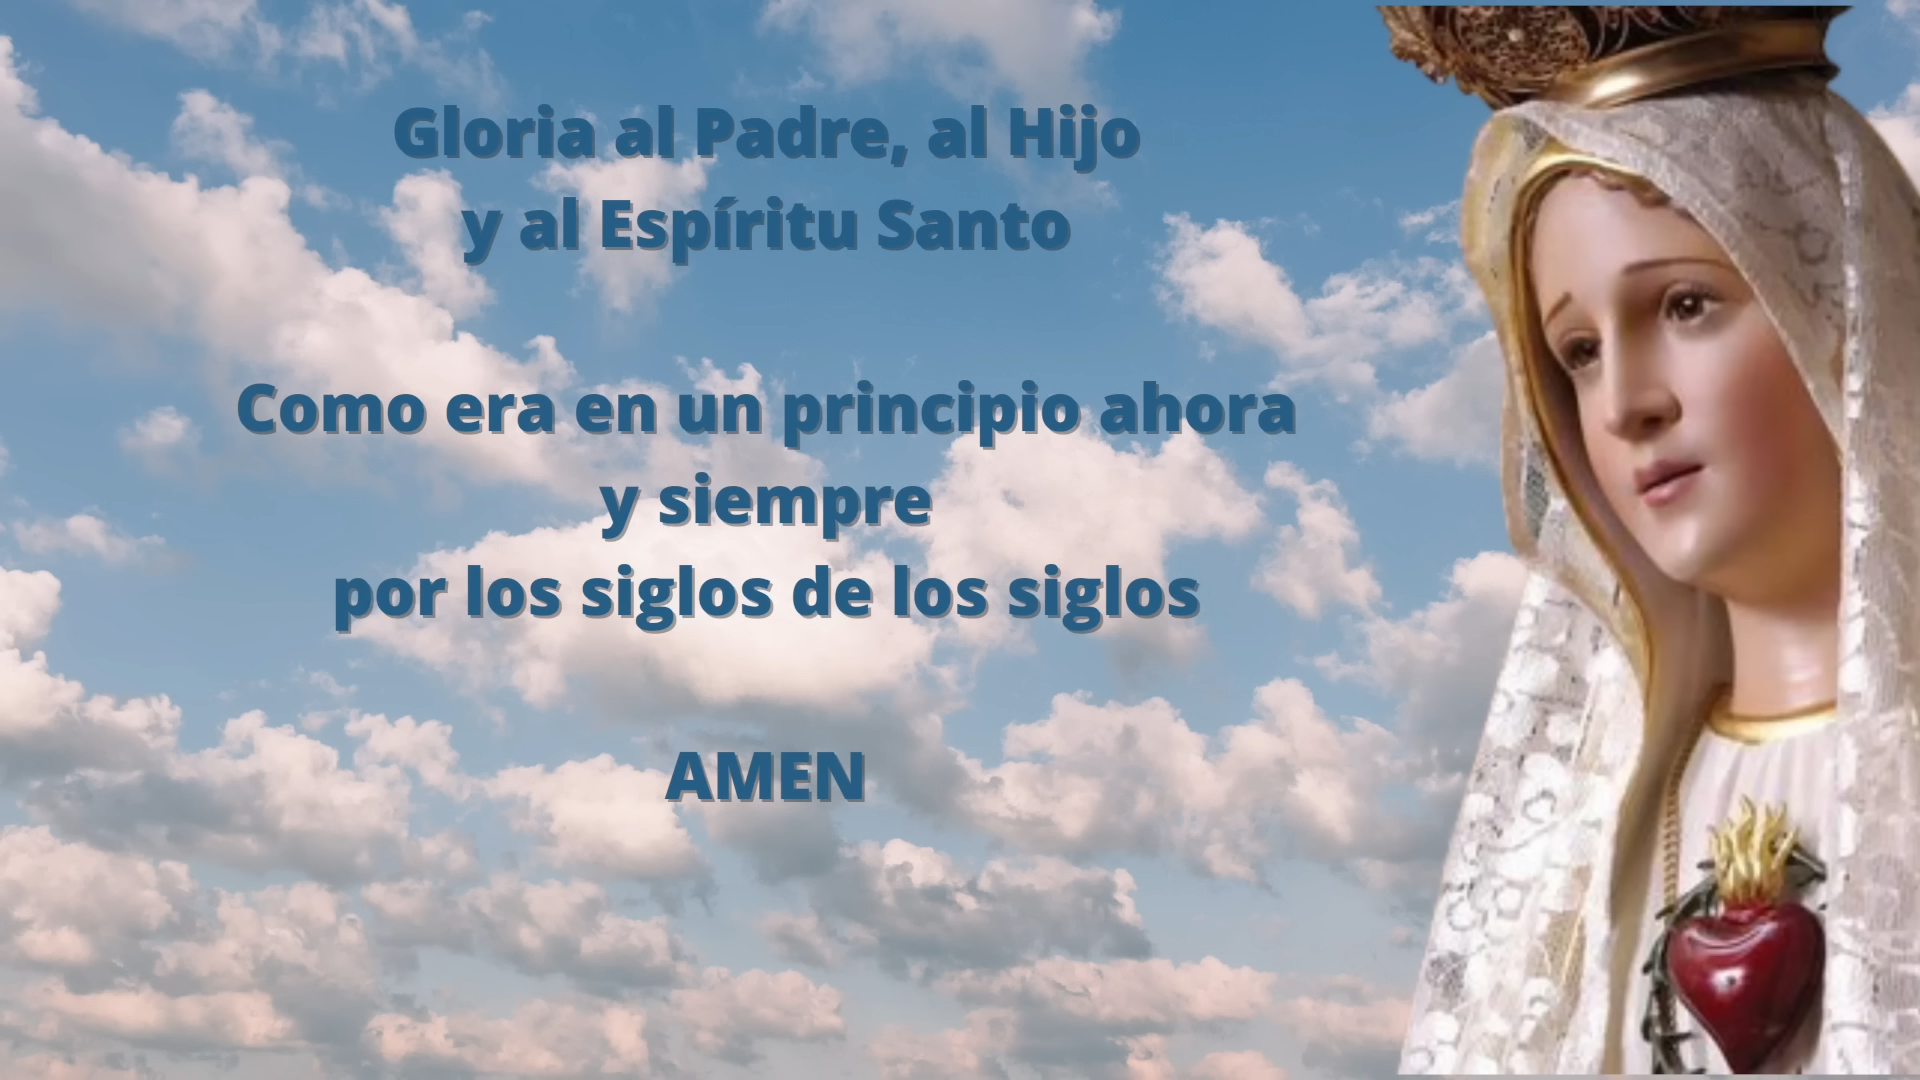 Gloria al Padre, al Hijo
y al Espíritu Santo
Como era en un principio ahora
y siempre
por los siglos de los siglos
AMEN